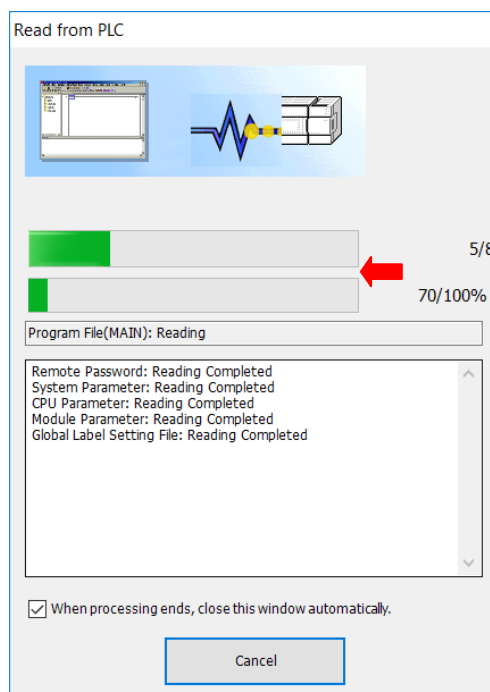 Read from PLC
5/8
70/100%
Program File(MAIN): Reading
Remote Password: Reading Completed
System Parameter: Reading Completed
CPU Parameter: Reading Completed
Module Parameter: Reading Completed
Global Label Setting File: Reading Completed
When processing ends, close this window automatically.
Cancel